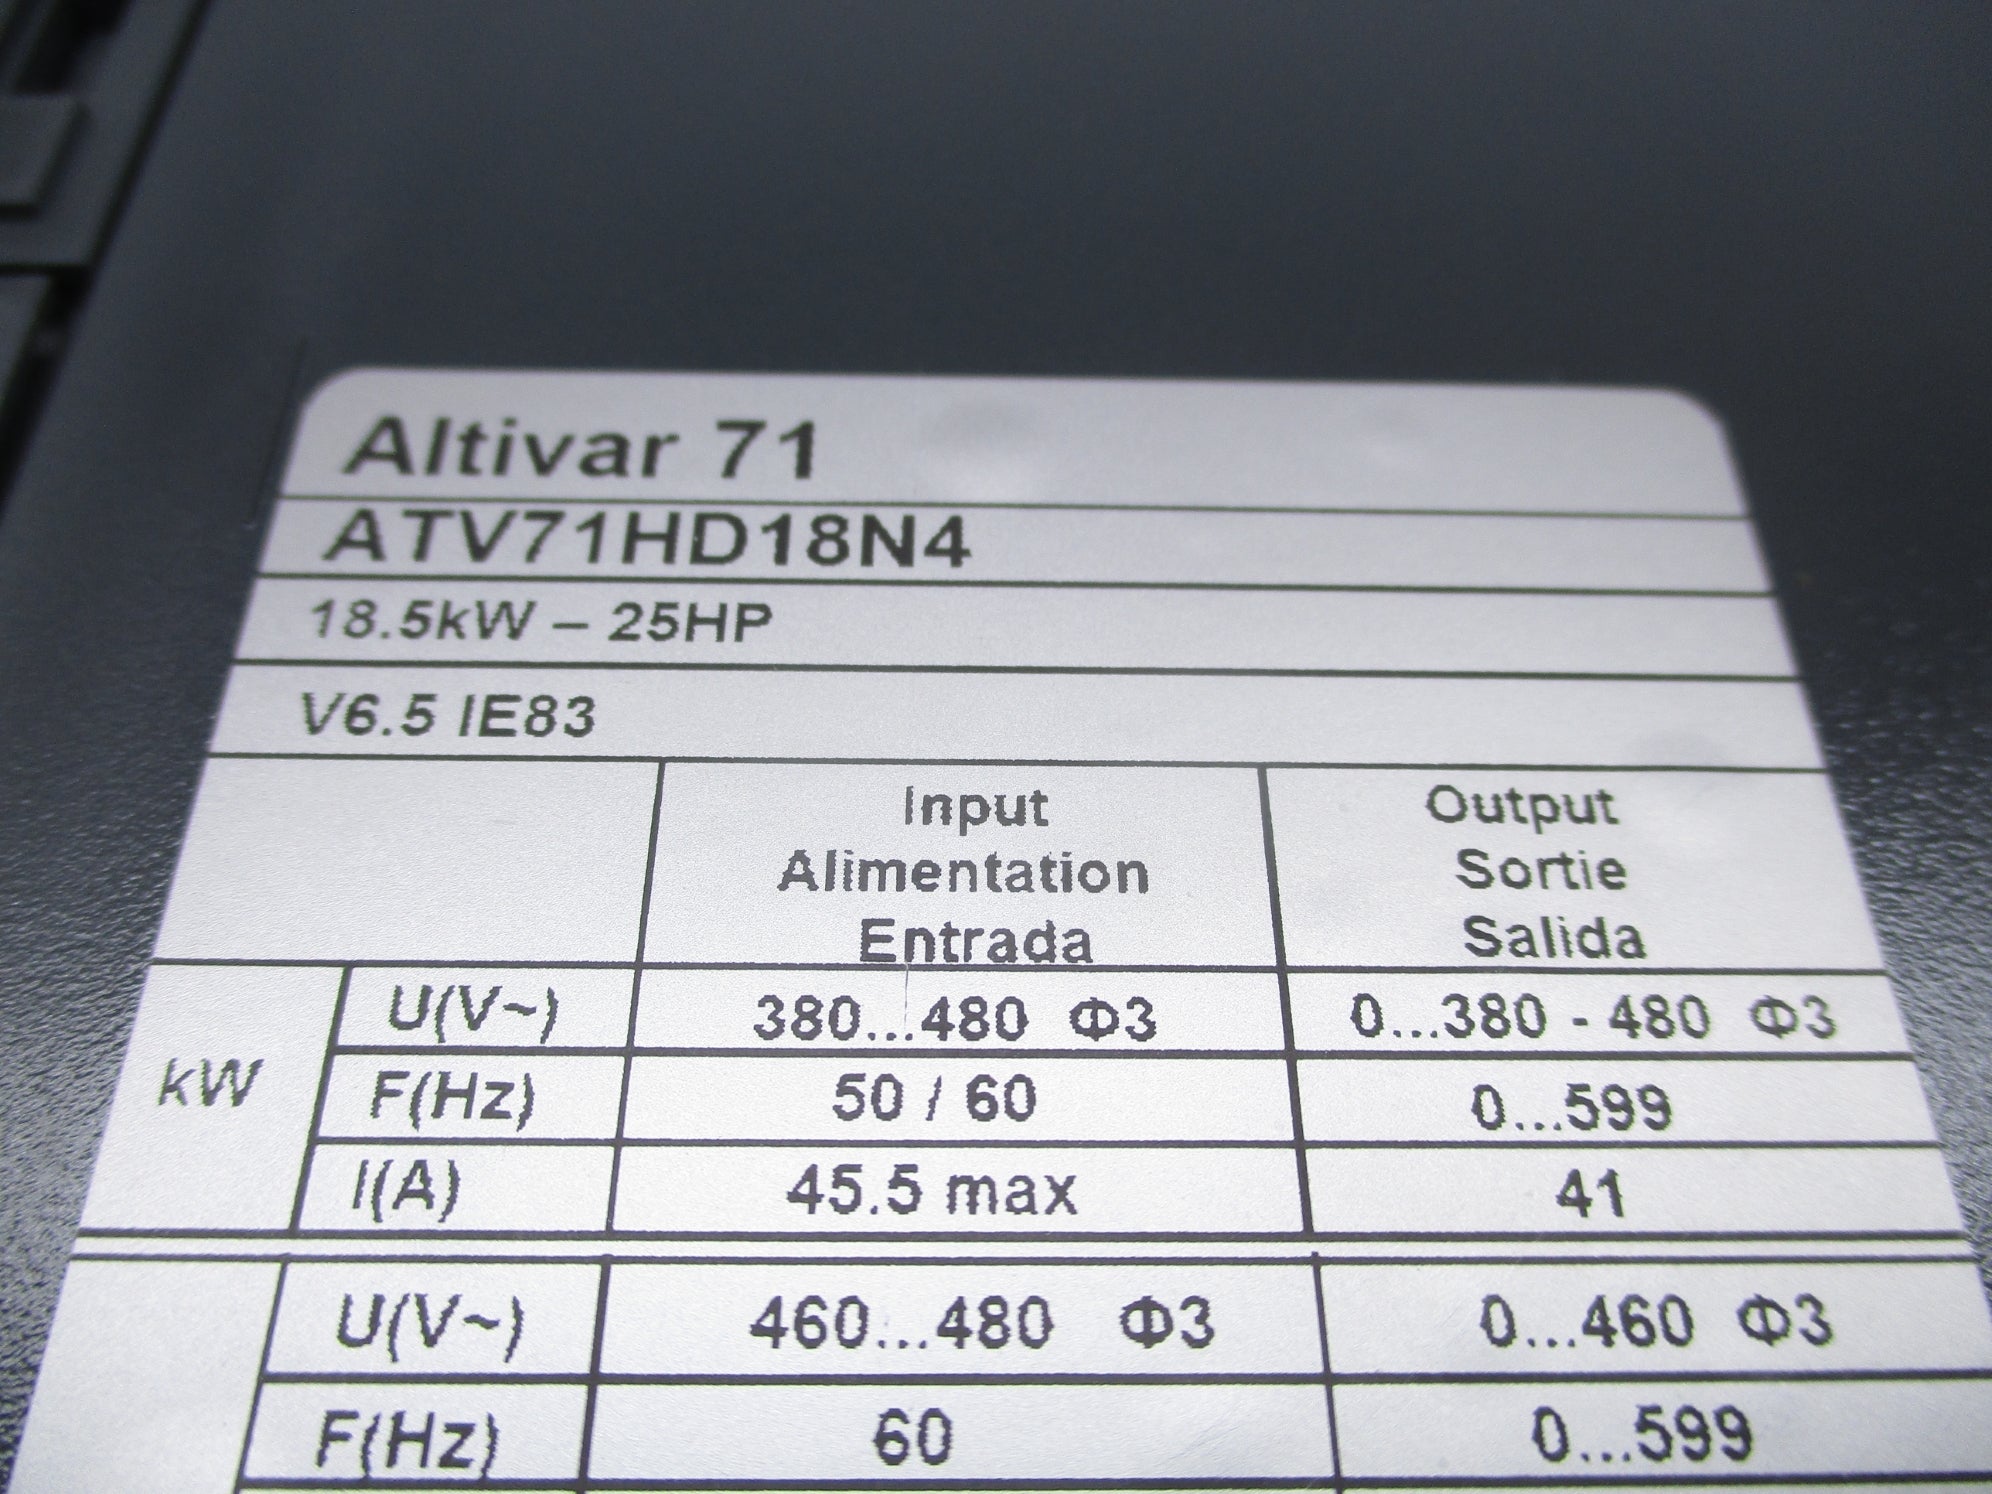 Altivar 71
ATV71HD18N4
18.5kW – 25HP
V6.5 IE83
Input Output
Alimentation Sortie
Entrada Salida
kW
U(V~) 380...480 Φ3 0...380 - 480 Φ3
F(Hz) 50 / 60 0...599
I(A) 45.5 max 41
U(V~) 460...480 Φ3 0...460 Φ3
F(Hz) 60 0...599